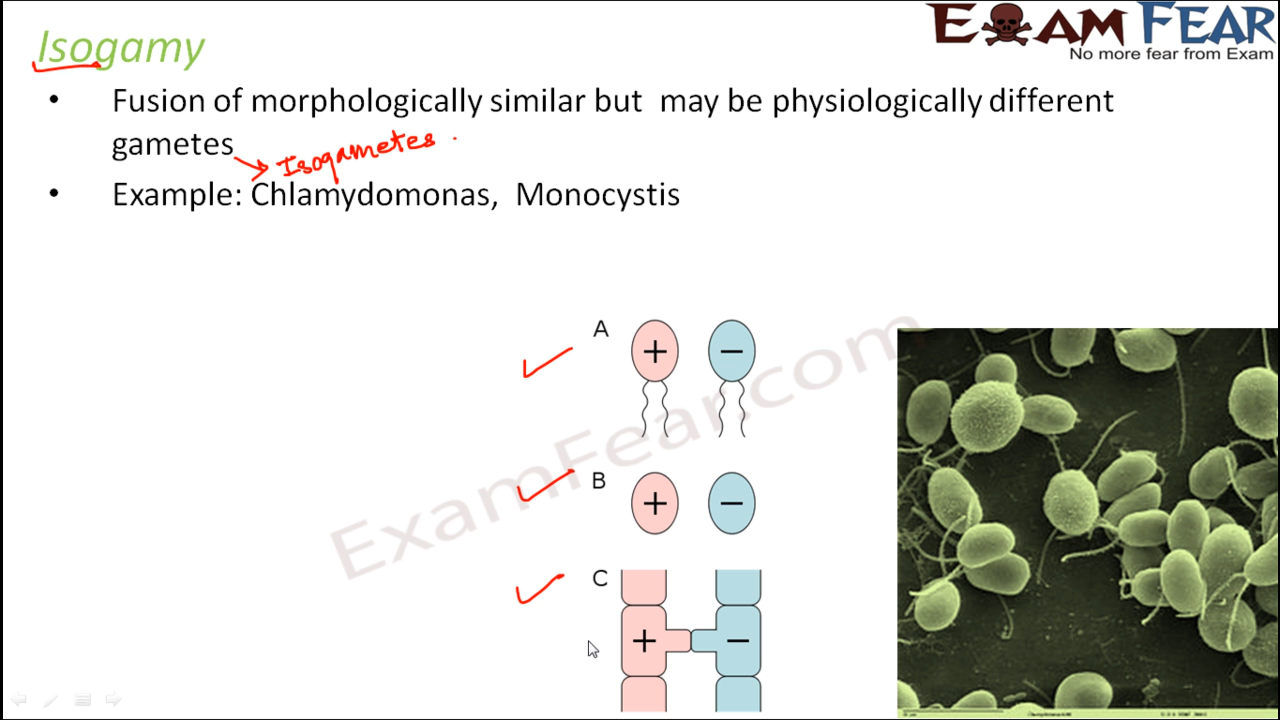 Isogamy
EXAM FEAR
No more fear from Exam
• Fusion of morphologically similar but may be physiologically different
gametes
Isogametes
• Example: Chlamydomonas, Monocystis
A
+ −
B
+ −
C
+ −
ExamFear.com